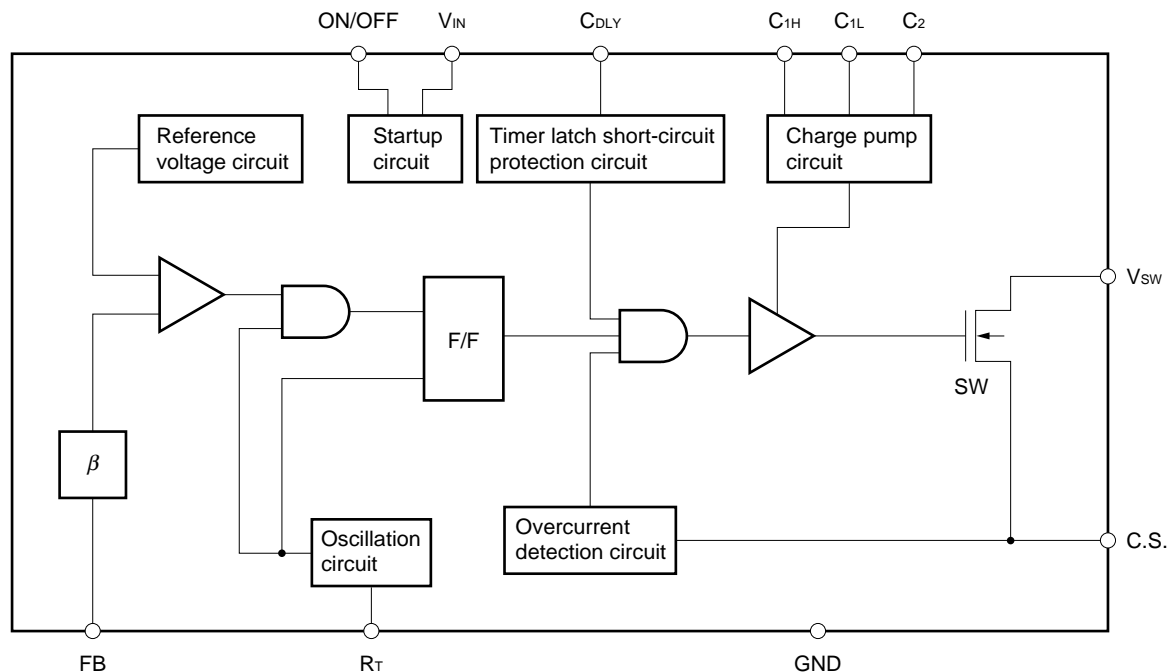 ON/OFF
VIN
CDLY
C1H
C1L
C2
Reference
voltage circuit
Startup
circuit
Timer latch short-circuit
protection circuit
Charge pump
circuit
VSW
F/F
SW
β
Oscillation
circuit
Overcurrent
detection circuit
C.S.
FB
RT
GND